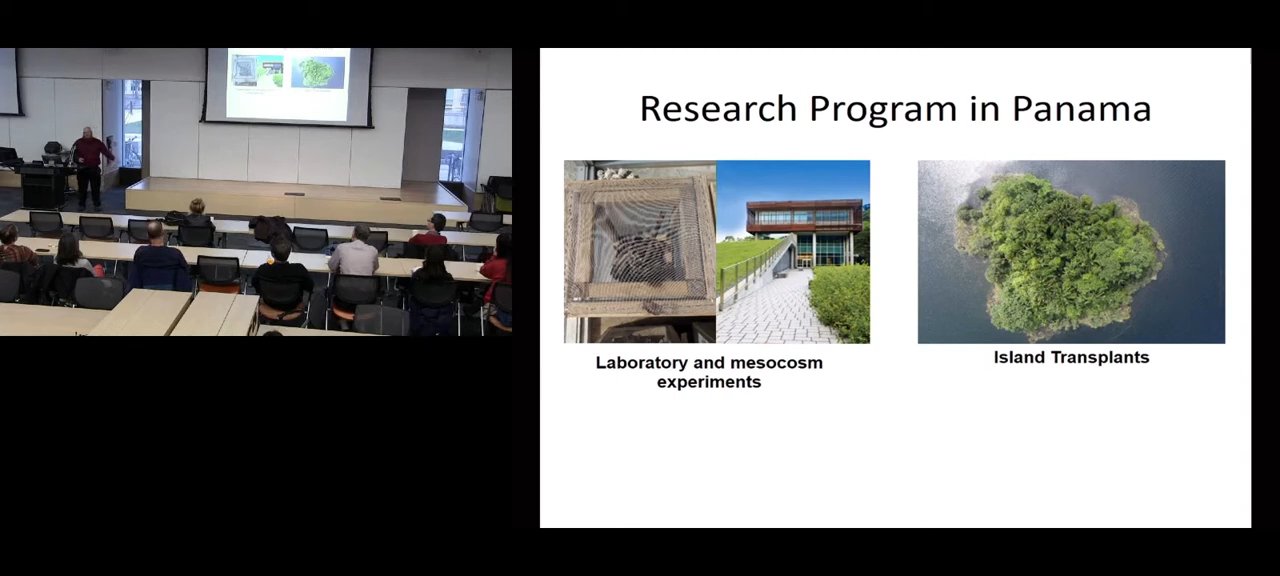 Research Program in Panama
Laboratory and mesocosm
experiments
Island Transplants